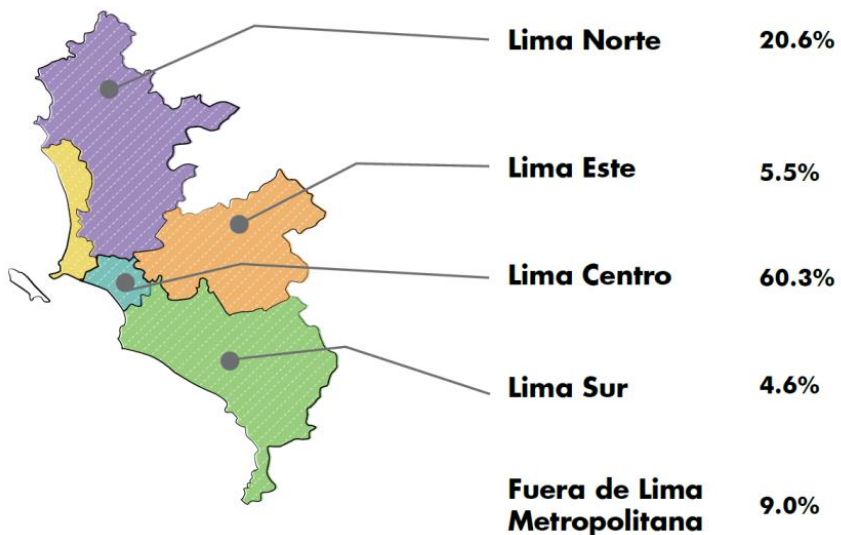 Lima Norte 20.6%
Lima Este 5.5%
Lima Centro 60.3%
Lima Sur 4.6%
Fuera de Lima
Metropolitana 9.0%